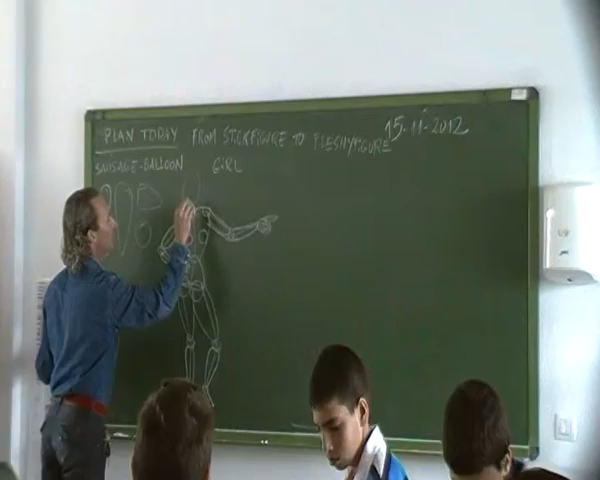 PLAN TODAY FROM STICKFIGURE TO FLESHYFIGURE 15-11-2012
SAUSAGE-BALLOON GIRL